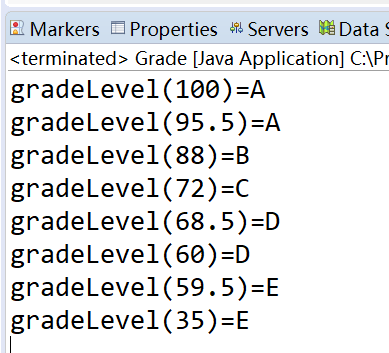 Markers Properties Servers Data S
<terminated> Grade [Java Application] C:\Pr
gradeLevel(100)=A
gradeLevel(95.5)=A
gradeLevel(88)=B
gradeLevel(72)=C
gradeLevel(68.5)=D
gradeLevel(60)=D
gradeLevel(59.5)=E
gradeLevel(35)=E